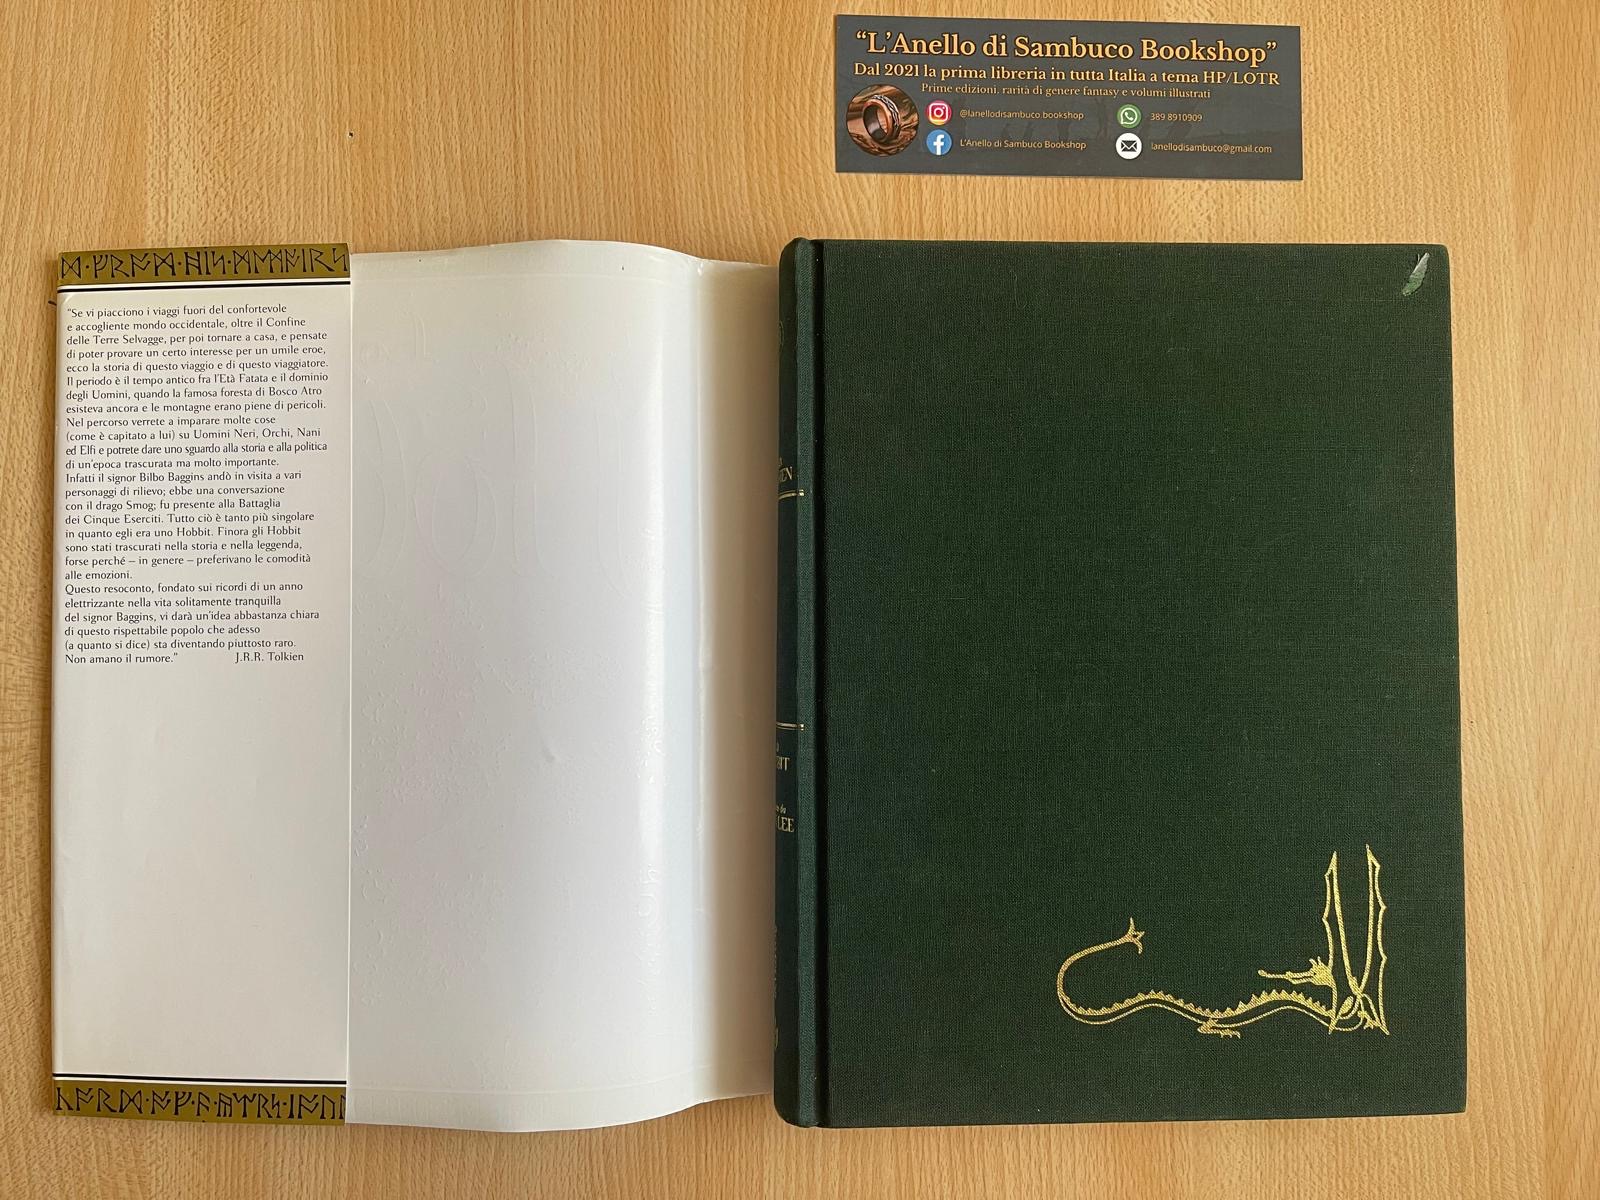 “L’Anello di Sambuco Bookshop”
Dal 2021 la prima libreria in tutta Italia a tema HP/LOTR
Prime edizioni, rarità di genere fantasy e volumi illustrati
@lanellodisambuco.bookshop
389 8910909
L'Anello di Sambuco Bookshop
lanellodisambuco@gmail.com
"Se vi piacciono i viaggi fuori del confortevole
e accogliente mondo occidentale, oltre il Confine
delle Terre Selvagge, per poi tornare a casa, e pensate
di poter provare un certo interesse per un umile eroe,
ecco la storia di questo viaggio e di questo viaggiatore.
Il periodo è il tempo antico fra l'Età Fatata e il dominio
degli Uomini, quando la famosa foresta di Bosco Atro
esisteva ancora e le montagne erano piene di pericoli.
Nel percorso verrete a imparare molte cose
(come è capitato a lui) su Uomini Neri, Orchi, Nani
ed Elfi e potrete dare uno sguardo alla storia e alla politica
di un'epoca trascurata ma molto importante.
Infatti il signor Bilbo Baggins andò in visita a vari
personaggi di rilievo; ebbe una conversazione
con il drago Smog; fu presente alla Battaglia
dei Cinque Eserciti. Tutto ciò è tanto più singolare
in quanto egli era uno Hobbit. Finora gli Hobbit
sono stati trascurati nella storia e nella leggenda,
forse perché – in genere – preferivano le comodità
alle emozioni.
Questo resoconto, fondato sui ricordi di un anno
elettrizzante nella vita solitamente tranquilla
del signor Baggins, vi darà un'idea abbastanza chiara
di questo rispettabile popolo che adesso
(a quanto si dice) sta diventando piuttosto raro.
Non amano il rumore." J.R.R. Tolkien
LEE